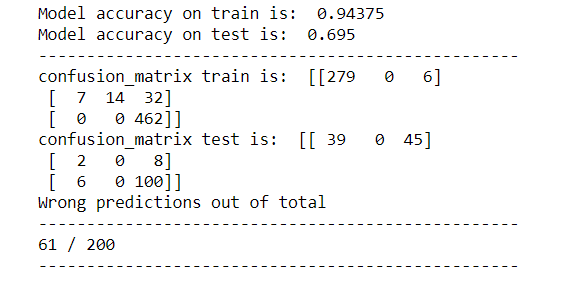 Model accuracy on train is:  0.94375
Model accuracy on test is:  0.695
------------------------------------------------
confusion_matrix train is:  [[279   0   6]
 [  7  14  32]
 [  0   0 462]]
confusion_matrix test is:  [[ 39   0  45]
 [  2   0   8]
 [  6   0 100]]
Wrong predictions out of total
------------------------------------------------
61 / 200
------------------------------------------------